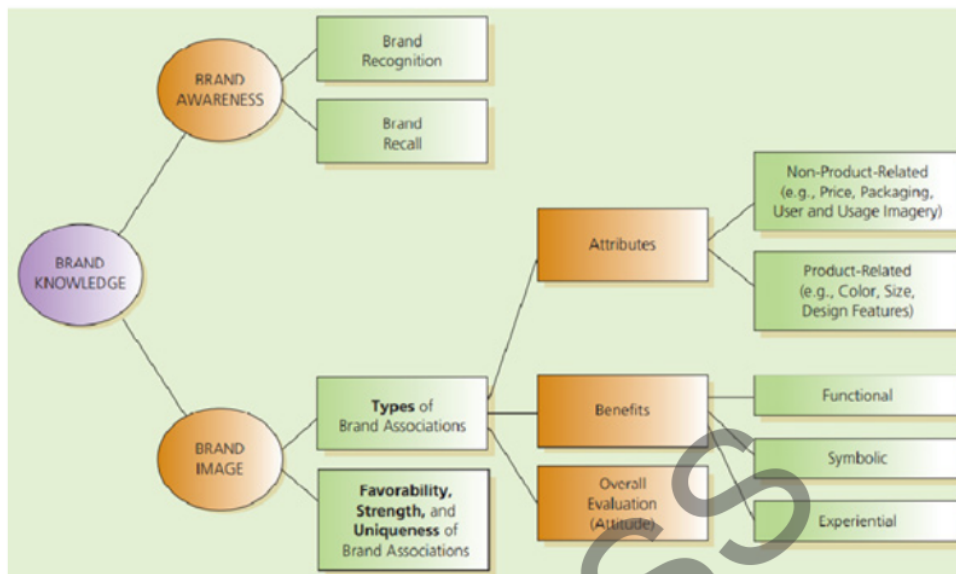 BRAND
AWARENESS
Brand
Recognition
Brand
Recall
BRAND
KNOWLEDGE
BRAND
IMAGE
Types of
Brand Associations
Favorability,
Strength, and
Uniqueness of
Brand Associations
Attributes
Non-Product-Related
(e.g., Price, Packaging,
User and Usage Imagery)
Product-Related
(e.g., Color, Size,
Design Features)
Benefits
Functional
Symbolic
Experiential
Overall
Evaluation
(Attitude)